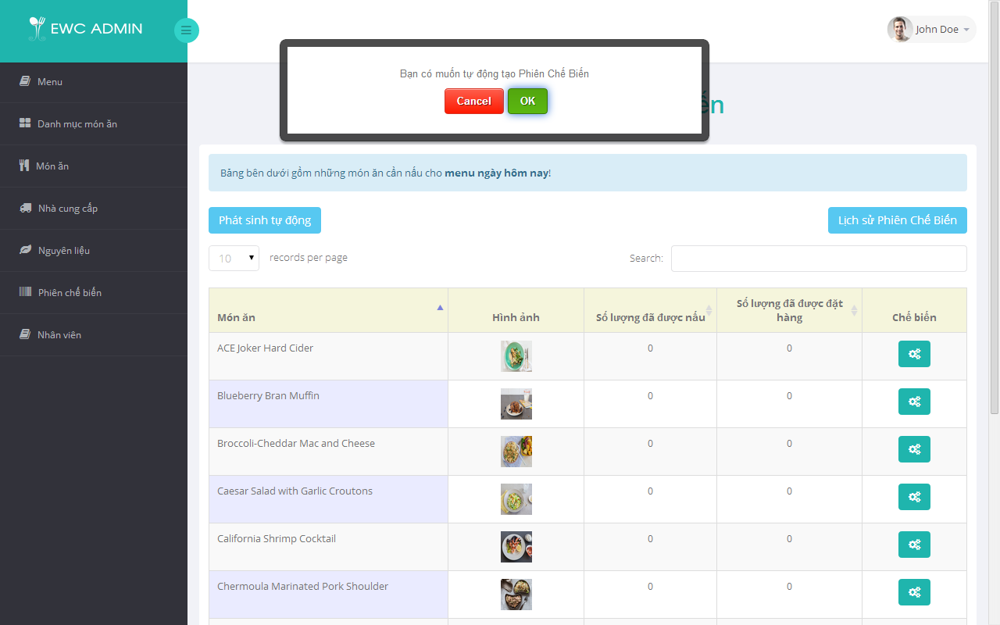 EWC ADMIN
John Doe
Menu
Danh mục món ăn
Món ăn
Nhà cung cấp
Nguyên liệu
Phiên chế biến
Nhân viên
Bạn có muốn tự động tạo Phiên Chế Biến
Cancel
OK
Bảng bên dưới gồm những món ăn cần nấu cho menu ngày hôm nay!
Phát sinh tự động
Lịch sử Phiên Chế Biến
10
records per page
Search:
Món ăn
Hình ảnh
Số lượng đã được nấu
Số lượng đã được đặt
hàng
Chế biến
ACE Joker Hard Cider
0
0
Blueberry Bran Muffin
0
0
Broccoli-Cheddar Mac and Cheese
0
0
Caesar Salad with Garlic Croutons
0
0
California Shrimp Cocktail
0
0
Chermoula Marinated Pork Shoulder
0
0